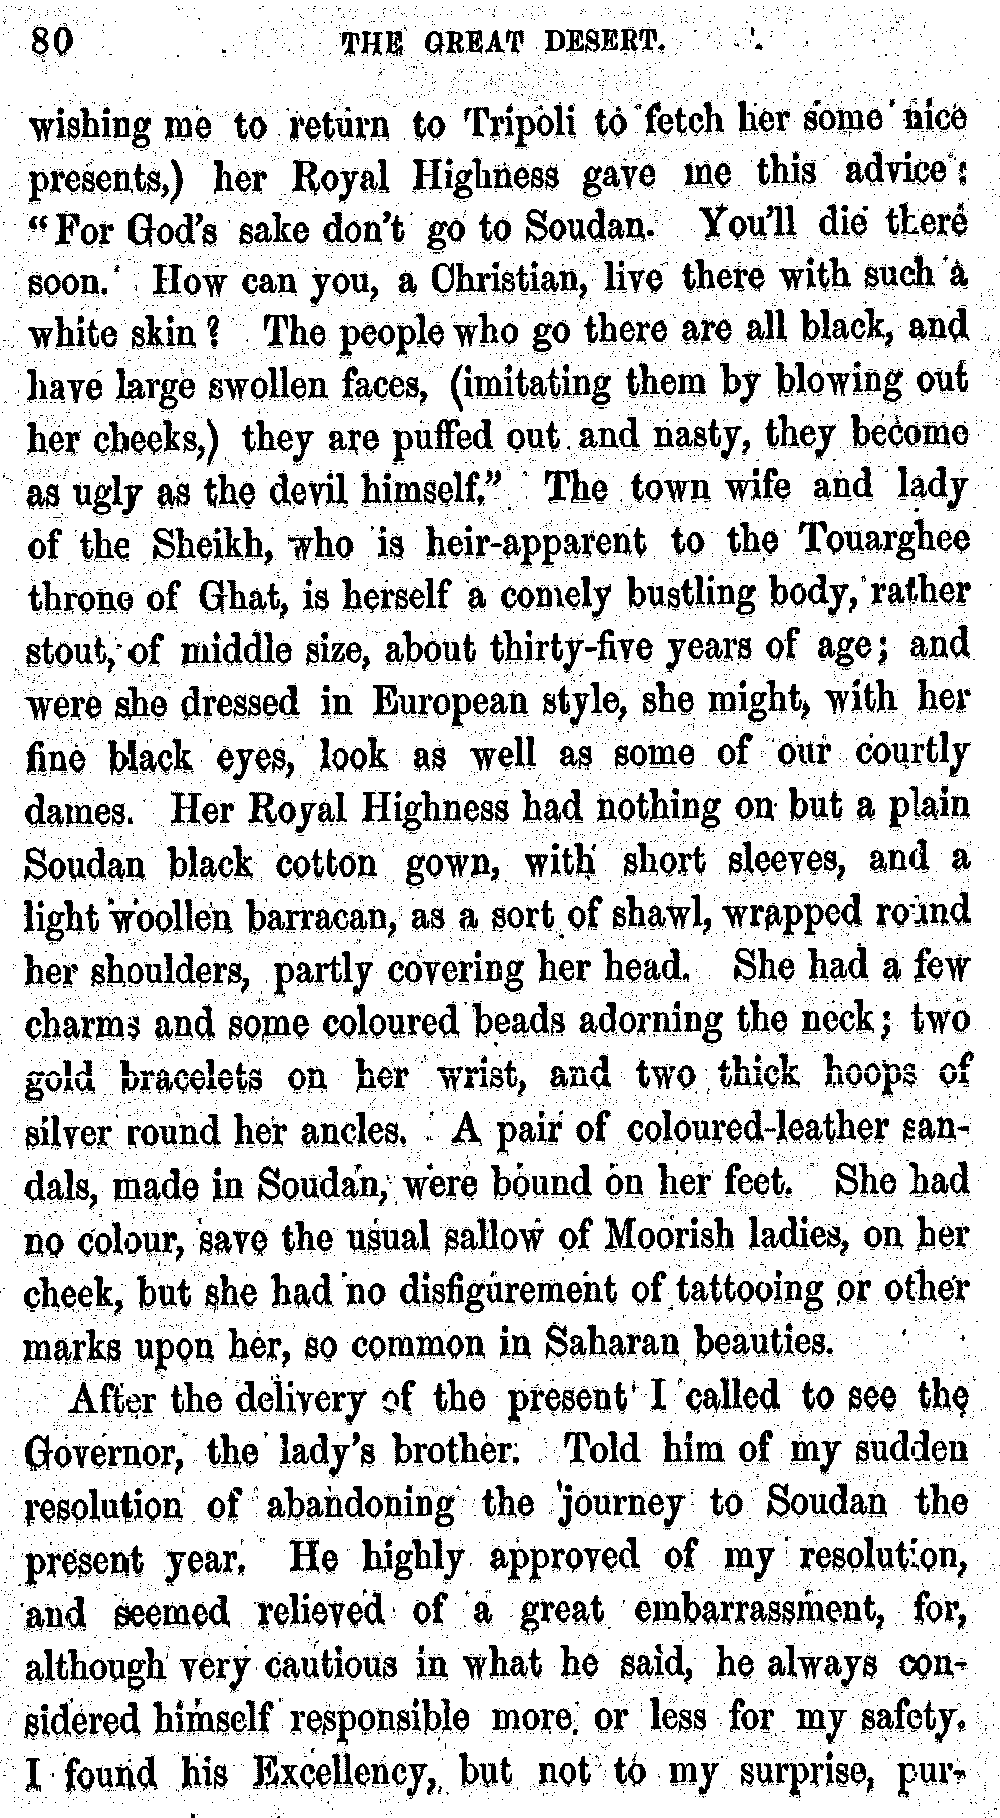 80 THE GREAT DESERT.
wishing me to return to Tripoli to fetch her some nice
presents,) her Royal Highness gave me this advice:
"For God's sake don't go to Soudan. You'll die there
soon. How can you, a Christian, live there with such a
white skin? The people who go there are all black, and
have large swollen faces, (imitating them by blowing out
her cheeks,) they are puffed out and nasty, they become
as ugly as the devil himself." The town wife and lady
of the Sheikh, who is heir-apparent to the Touarghee
throne of Ghat, is herself a comely bustling body, rather
stout, of middle size, about thirty-five years of age; and
were she dressed in European style, she might, with her
fine black eyes, look as well as some of our courtly
dames. Her Royal Highness had nothing on but a plain
Soudan black cotton gown, with short sleeves, and a
light woollen barracan, as a sort of shawl, wrapped round
her shoulders, partly covering her head. She had a few
charms and some coloured beads adorning the neck; two
gold bracelets on her wrist, and two thick hoops of
silver round her ancles. A pair of coloured-leather san-
dals, made in Soudan, were bound on her feet. She had
no colour, save the usual sallow of Moorish ladies, on her
cheek, but she had no disfigurement of tattooing or other
marks upon her, so common in Saharan beauties.
After the delivery of the present I called to see the
Governor, the lady's brother. Told him of my sudden
resolution of abandoning the journey to Soudan the
present year. He highly approved of my resolution,
and seemed relieved of a great embarrassment, for,
although very cautious in what he said, he always con-
sidered himself responsible more or less for my safety.
I found his Excellency, but not to my surprise, pur-